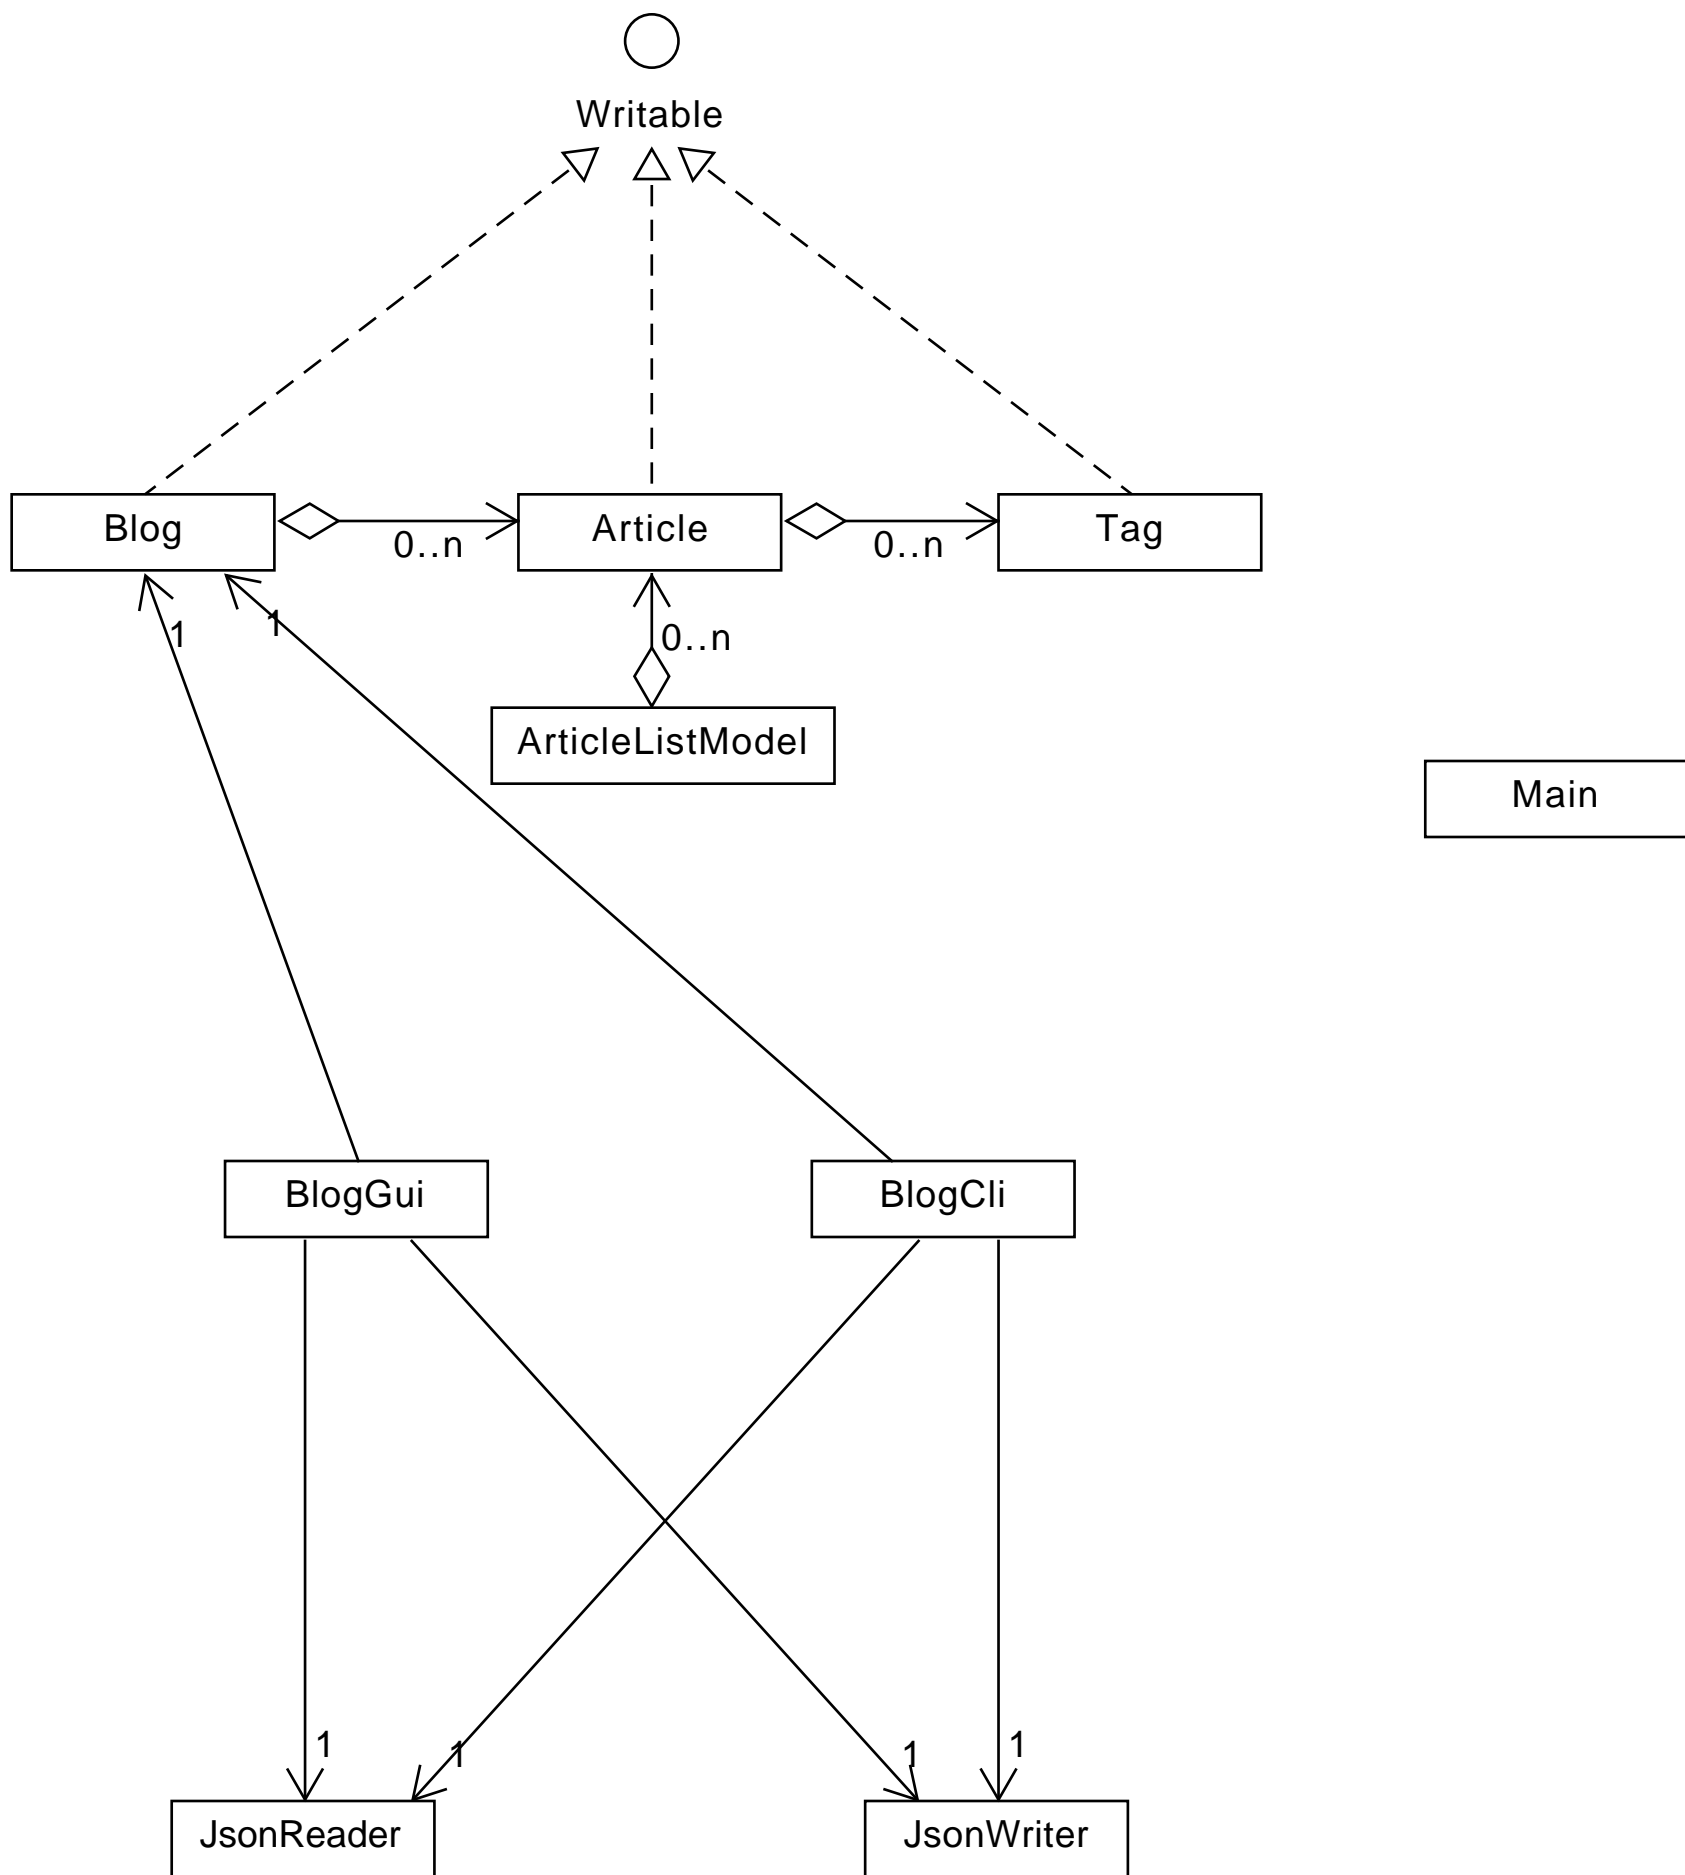 Writable
Blog
0..n
Article
0..n
Tag
1
1
0..n
ArticleListModel
Main
BlogGui
BlogCli
1
1
1
1
JsonReader
JsonWriter